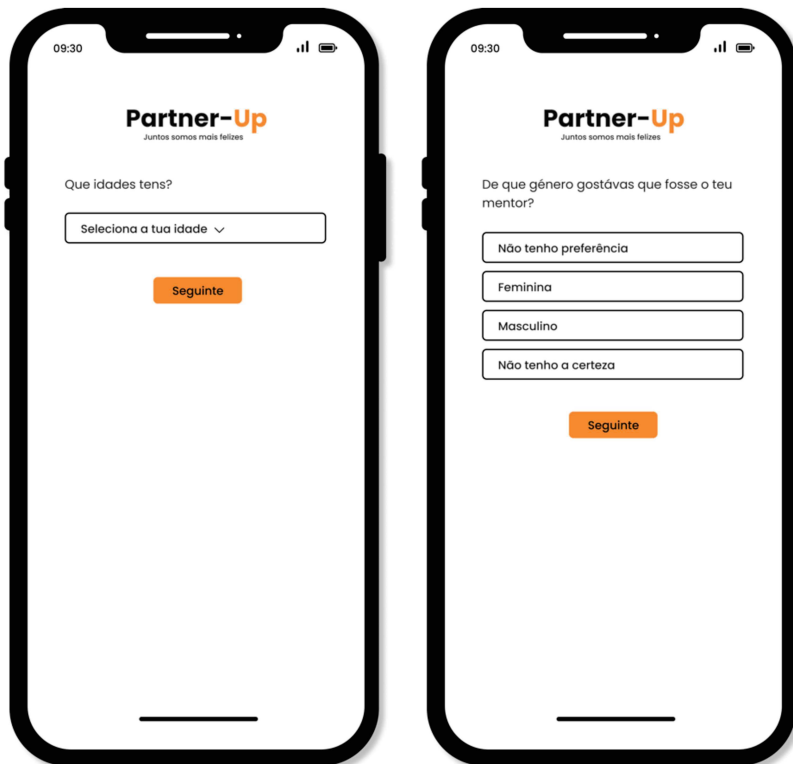 09:30
Partner-Up
Juntos somos mais felizes
Que idades tens?
Seleciona a tua idade
Seguinte
09:30
Partner-Up
Juntos somos mais felizes
De que género gostávas que fosse o teu
mentor?
Não tenho preferência
Feminina
Masculino
Não tenho a certeza
Seguinte